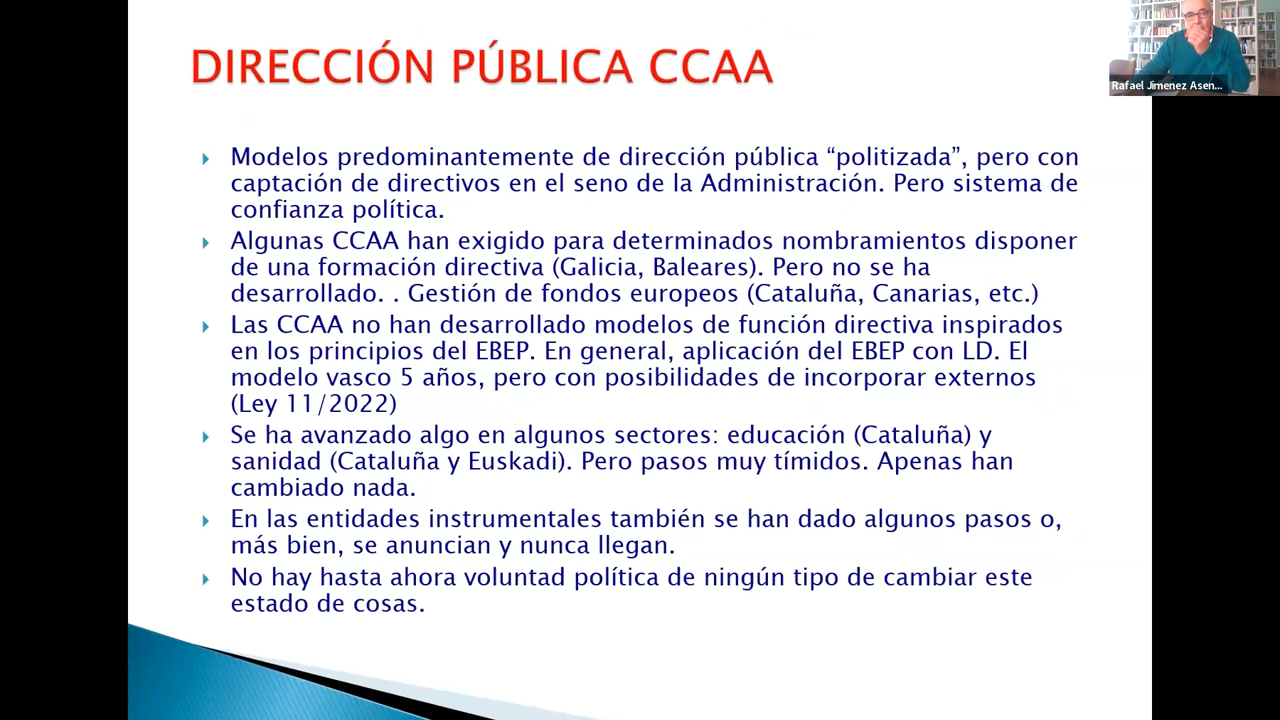 DIRECCIÓN PÚBLICA CCAA
Rafael Jimenez Asen...
Modelos predominantemente de dirección pública “politizada”, pero con
captación de directivos en el seno de la Administración. Pero sistema de
confianza política.
Algunas CCAA han exigido para determinados nombramientos disponer
de una formación directiva (Galicia, Baleares). Pero no se ha
desarrollado. . Gestión de fondos europeos (Cataluña, Canarias, etc.)
Las CCAA no han desarrollado modelos de función directiva inspirados
en los principios del EBEP. En general, aplicación del EBEP con LD. El
modelo vasco 5 años, pero con posibilidades de incorporar externos
(Ley 11/2022)
Se ha avanzado algo en algunos sectores: educación (Cataluña) y
sanidad (Cataluña y Euskadi). Pero pasos muy tímidos. Apenas han
cambiado nada.
En las entidades instrumentales también se han dado algunos pasos o,
más bien, se anuncian y nunca llegan.
No hay hasta ahora voluntad política de ningún tipo de cambiar este
estado de cosas.